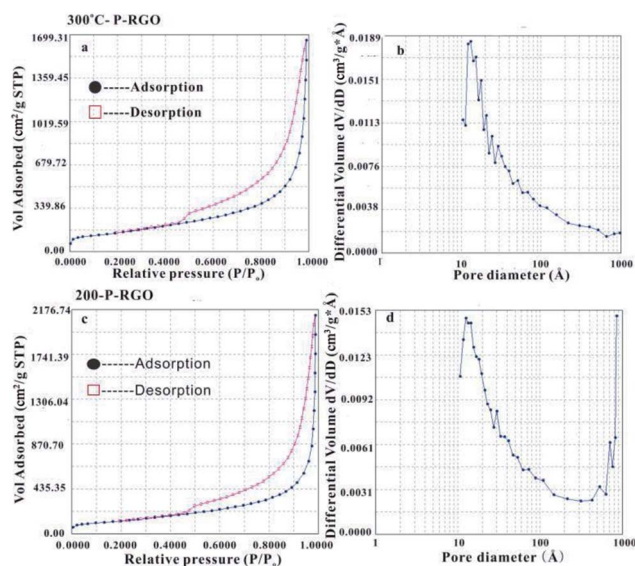 300°C- P-RGO
a
Vol Adsorbed (cm²/g STP)
1699.31
1359.45
1019.59
679.72
339.86
0.00
-----Adsorption
-----Desorption
0.0000 0.2000 0.4000 0.6000 0.8000 1.0000
Relative pressure (P/Pₒ)
b
Differential Volume dV/dD (cm³/g*Å)
0.0189
0.0151
0.0113
0.0076
0.0038
0.0000
1 10 100 1000
Pore diameter (Å)
200-P-RGO
c
Vol Adsorbed (cm²/g STP)
2176.74
1741.39
1306.04
870.70
435.35
0.00
------Adsorption
------Desorption
0.0000 0.2000 0.4000 0.6000 0.8000 1.0000
Relative pressure (P/Pₒ)
d
Differential Volume dV/dD (cm³/g*Å)
0.0153
0.0123
0.0092
0.0061
0.0031
0.0000
1 10 100 1000
Pore diameter (Å)